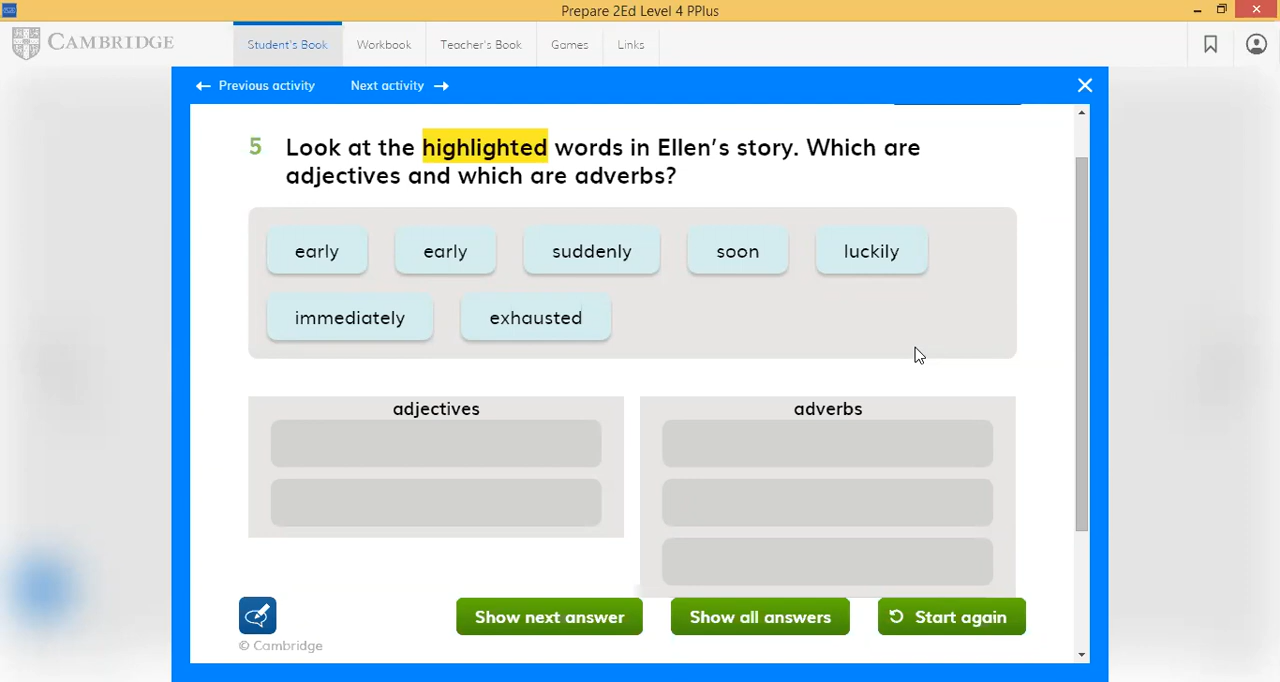 Prepare 2Ed Level 4 PPlus
CAMBRIDGE
Student's Book
Workbook
Teacher's Book
Games
Links
Previous activity
Next activity
5 Look at the highlighted words in Ellen's story. Which are
adjectives and which are adverbs?
early
early
suddenly
soon
luckily
immediately
exhausted
adjectives
adverbs
Show next answer
Show all answers
Start again
© Cambridge